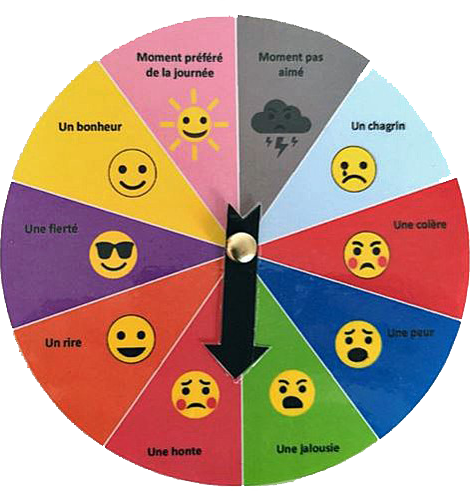 Moment préféré
de la journée
Moment pas
aimé
Un bonheur
Un chagrin
Une fierté
Une colère
Un rire
Une peur
Une honte
Une jalousie